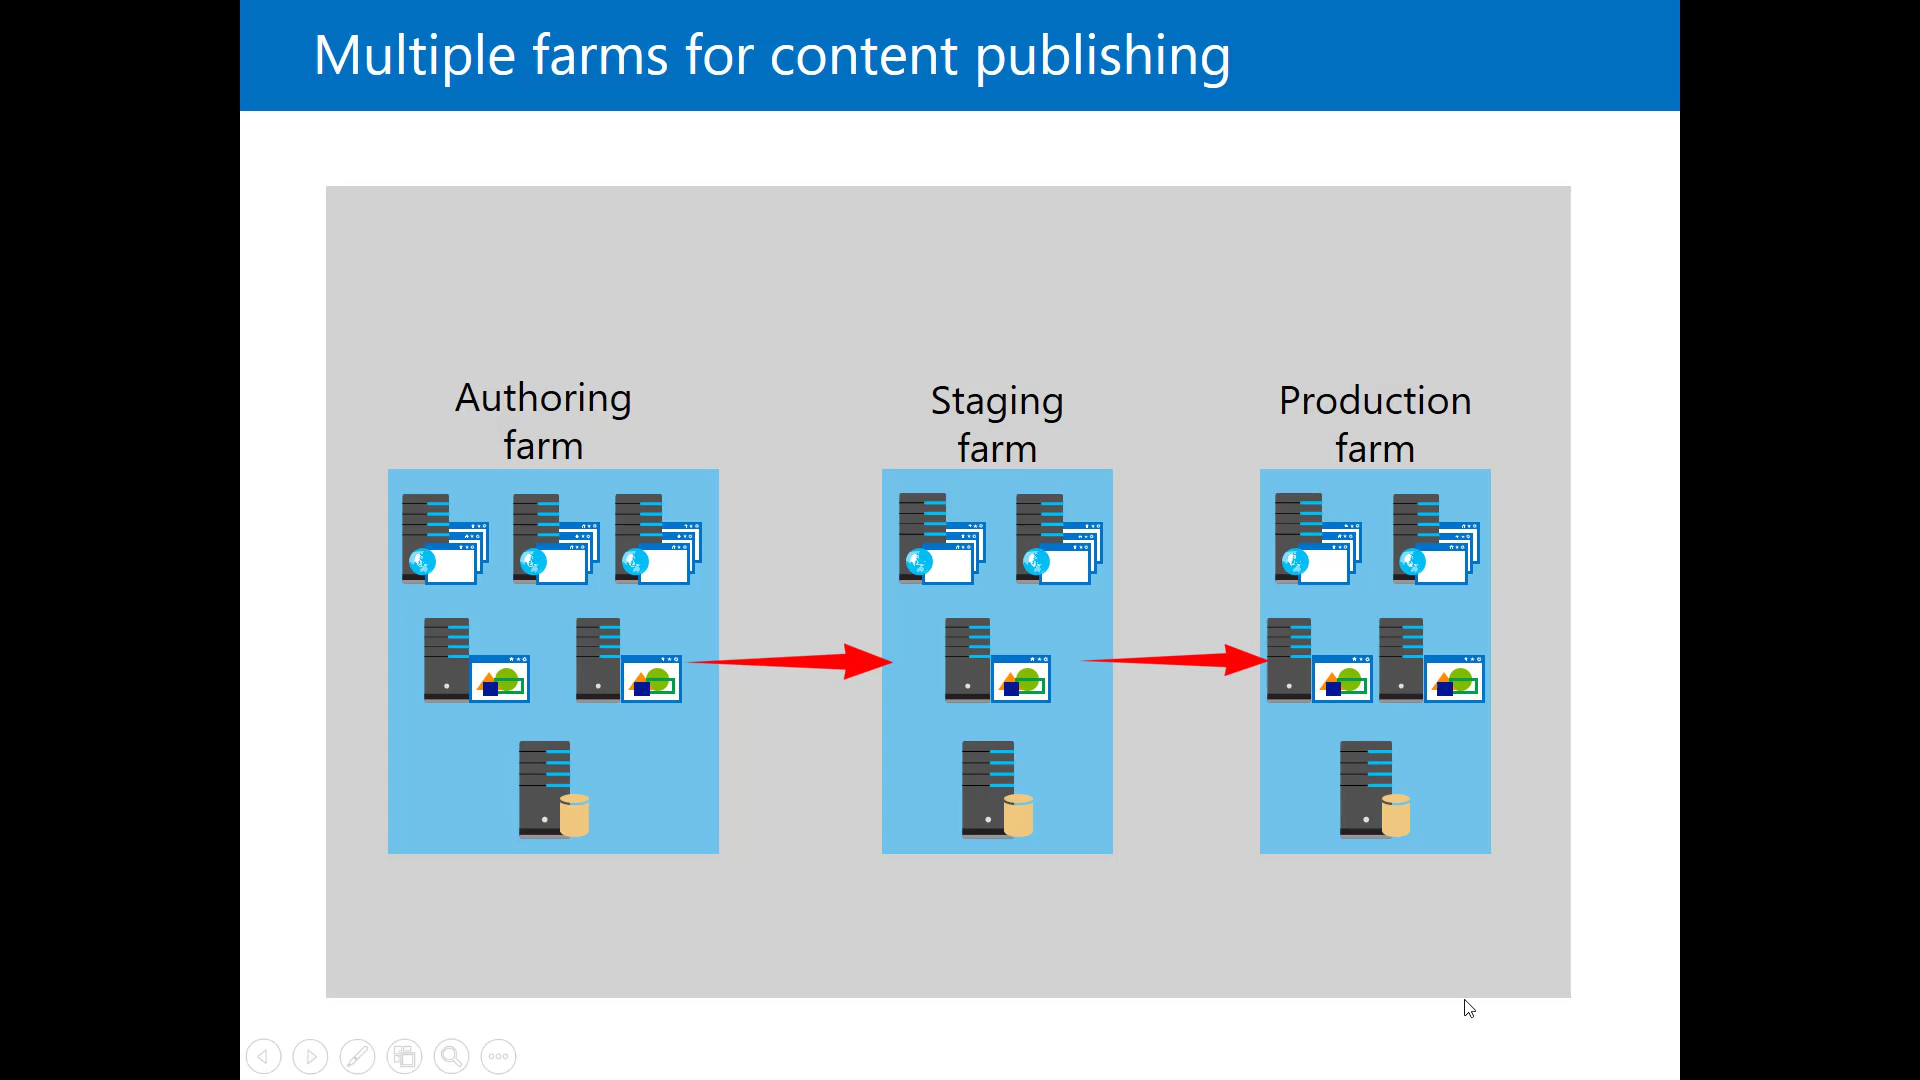 Multiple farms for content publishing
Authoring
farm
Staging
farm
Production
farm